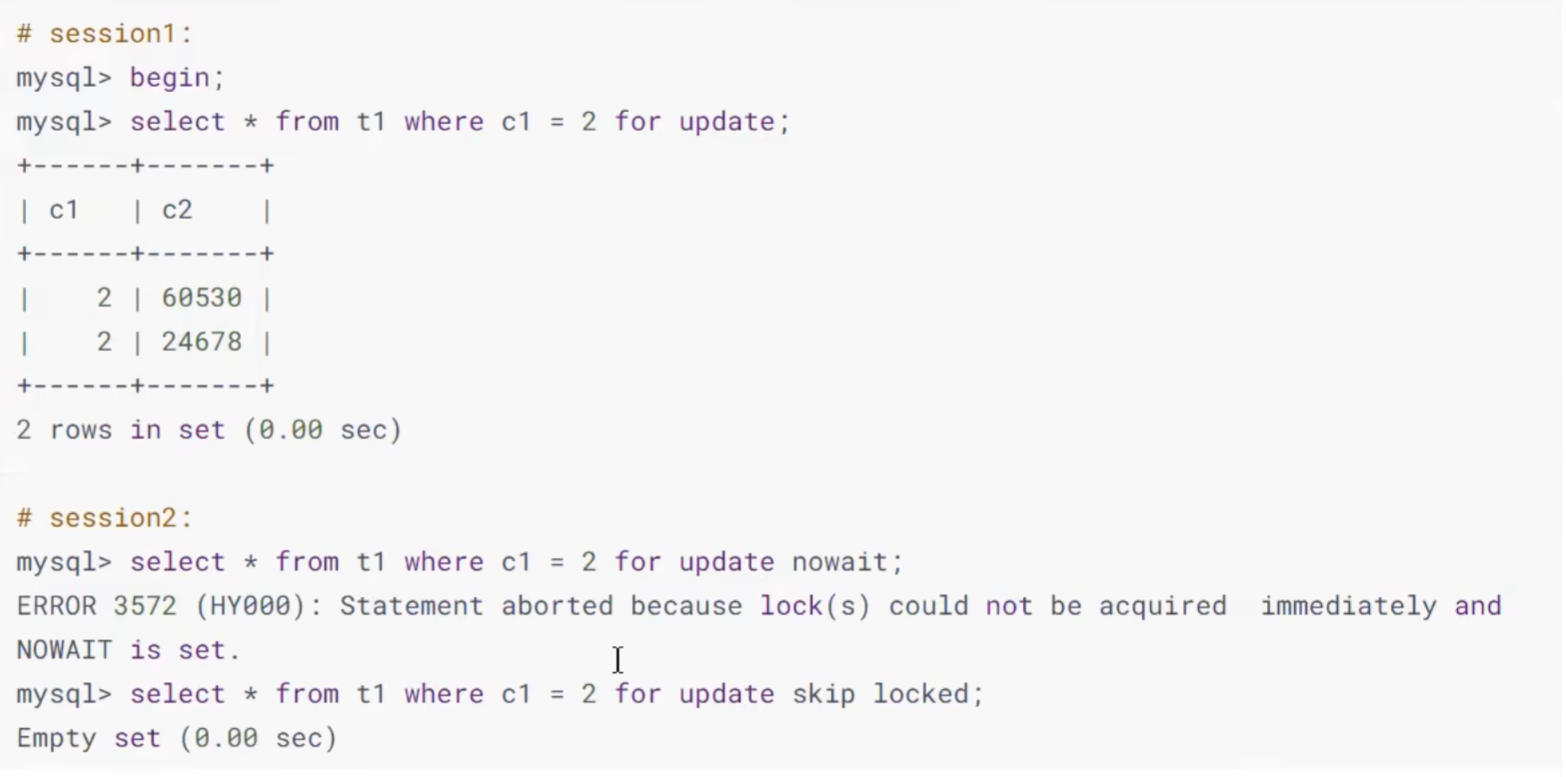 # session1:
mysql> begin;
mysql> select * from t1 where c1 = 2 for update;
+------+-------+
| c1   | c2    |
+------+-------+
|    2 | 60530 |
|    2 | 24678 |
+------+-------+
2 rows in set (0.00 sec)

# session2:
mysql> select * from t1 where c1 = 2 for update nowait;
ERROR 3572 (HY000): Statement aborted because lock(s) could not be acquired  immediately and
NOWAIT is set.
mysql> select * from t1 where c1 = 2 for update skip locked;
Empty set (0.00 sec)